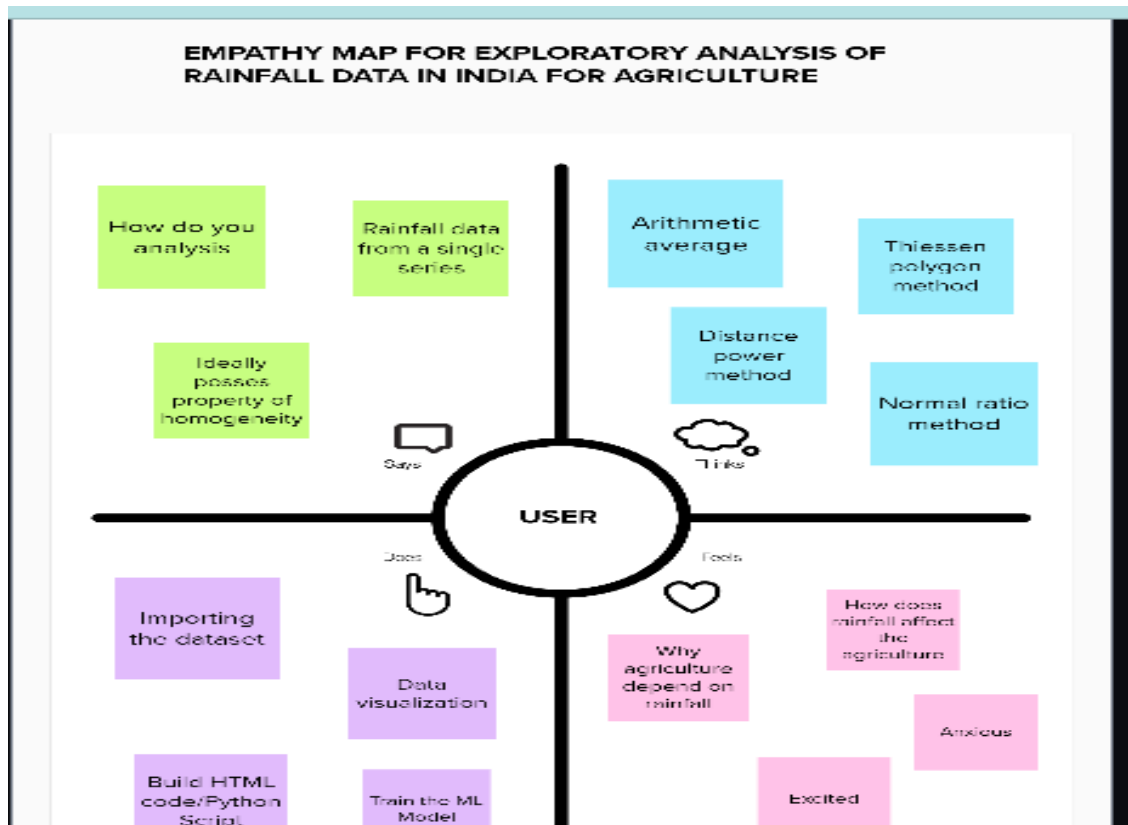 EMPATHY MAP FOR EXPLORATORY ANALYSIS OF
RAINFALL DATA IN INDIA FOR AGRICULTURE
How do you
analysis
Rainfall data
from a single
series
Ideally
posses
property of
homogeneity
Says
Arithmetic
average
Thiessen
polygon
method
Distance
power
method
Normal ratio
method
Thinks
USER
Does
Importing
the dataset
Data
visualization
Build HTML
code/Python
Script
Train the ML
Model
Feels
Why
agriculture
depend on
rainfall
How does
rainfall affect
the
agriculture
Anxious
Excited